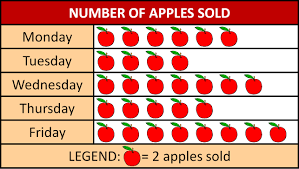 NUMBER OF APPLES SOLD
Monday
Tuesday
Wednesday
Thursday
Friday
LEGEND: = 2 apples sold